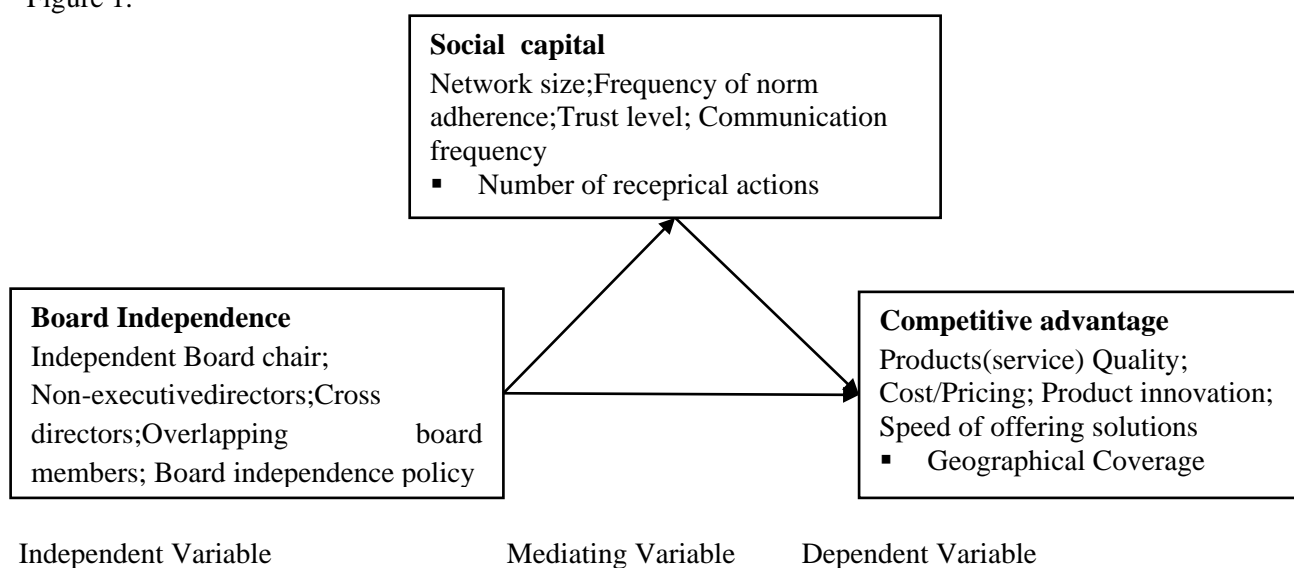 Figure 1:
Social capital
Network size;Frequency of norm
adherence;Trust level; Communication
frequency
▪ Number of receprical actions
Board Independence
Independent Board chair;
Non-executivedirectors;Cross
directors;Overlapping board
members; Board independence policy
Competitive advantage
Products(service) Quality;
Cost/Pricing; Product innovation;
Speed of offering solutions
▪ Geographical Coverage
Independent Variable Mediating Variable Dependent Variable